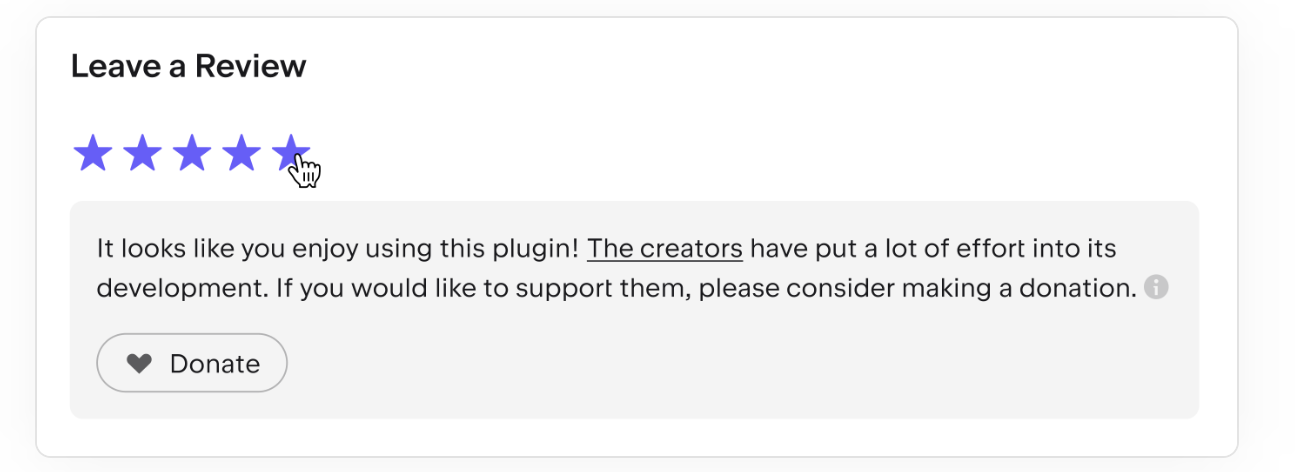 Leave a Review
It looks like you enjoy using this plugin! The creators have put a lot of effort into its
development. If you would like to support them, please consider making a donation.
Donate